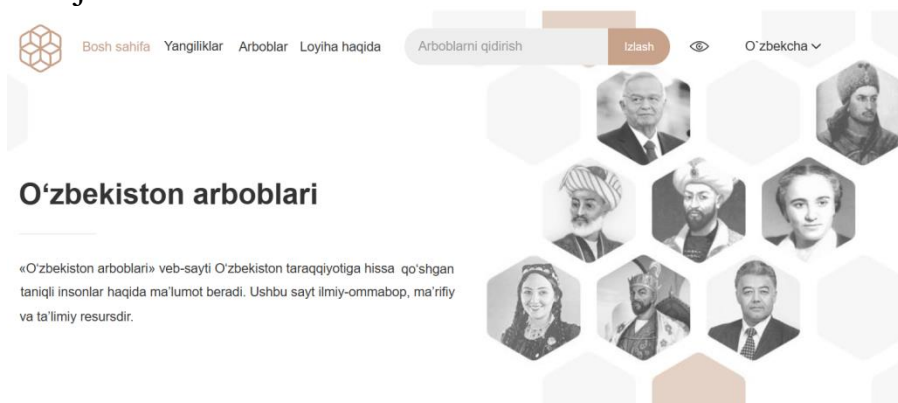 Bosh sahifa Yangiliklar Arboblar Loyiha haqida Arboblarni qidirish Izlash O`zbekcha
O‘zbekiston arboblari
«O‘zbekiston arboblari» veb-sayti O‘zbekiston taraqqiyotiga hissa qo‘shgan
taniqli insonlar haqida ma’lumot beradi. Ushbu sayt ilmiy-ommabop, ma’rifiy
va ta’limiy resursdir.